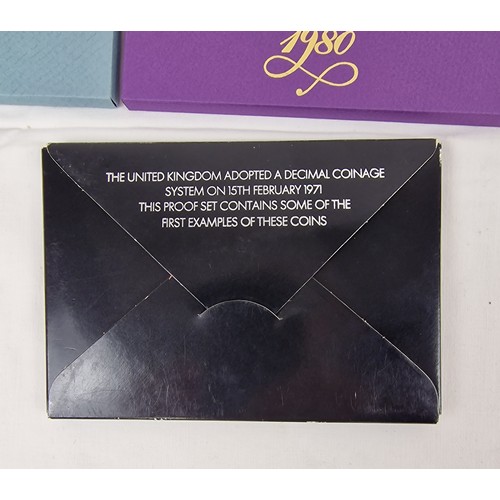 1980
THE UNITED KINGDOM ADOPTED A DECIMAL COINAGE
SYSTEM ON 15TH FEBRUARY 1971
THIS PROOF SET CONTAINS SOME OF THE
FIRST EXAMPLES OF THESE COINS